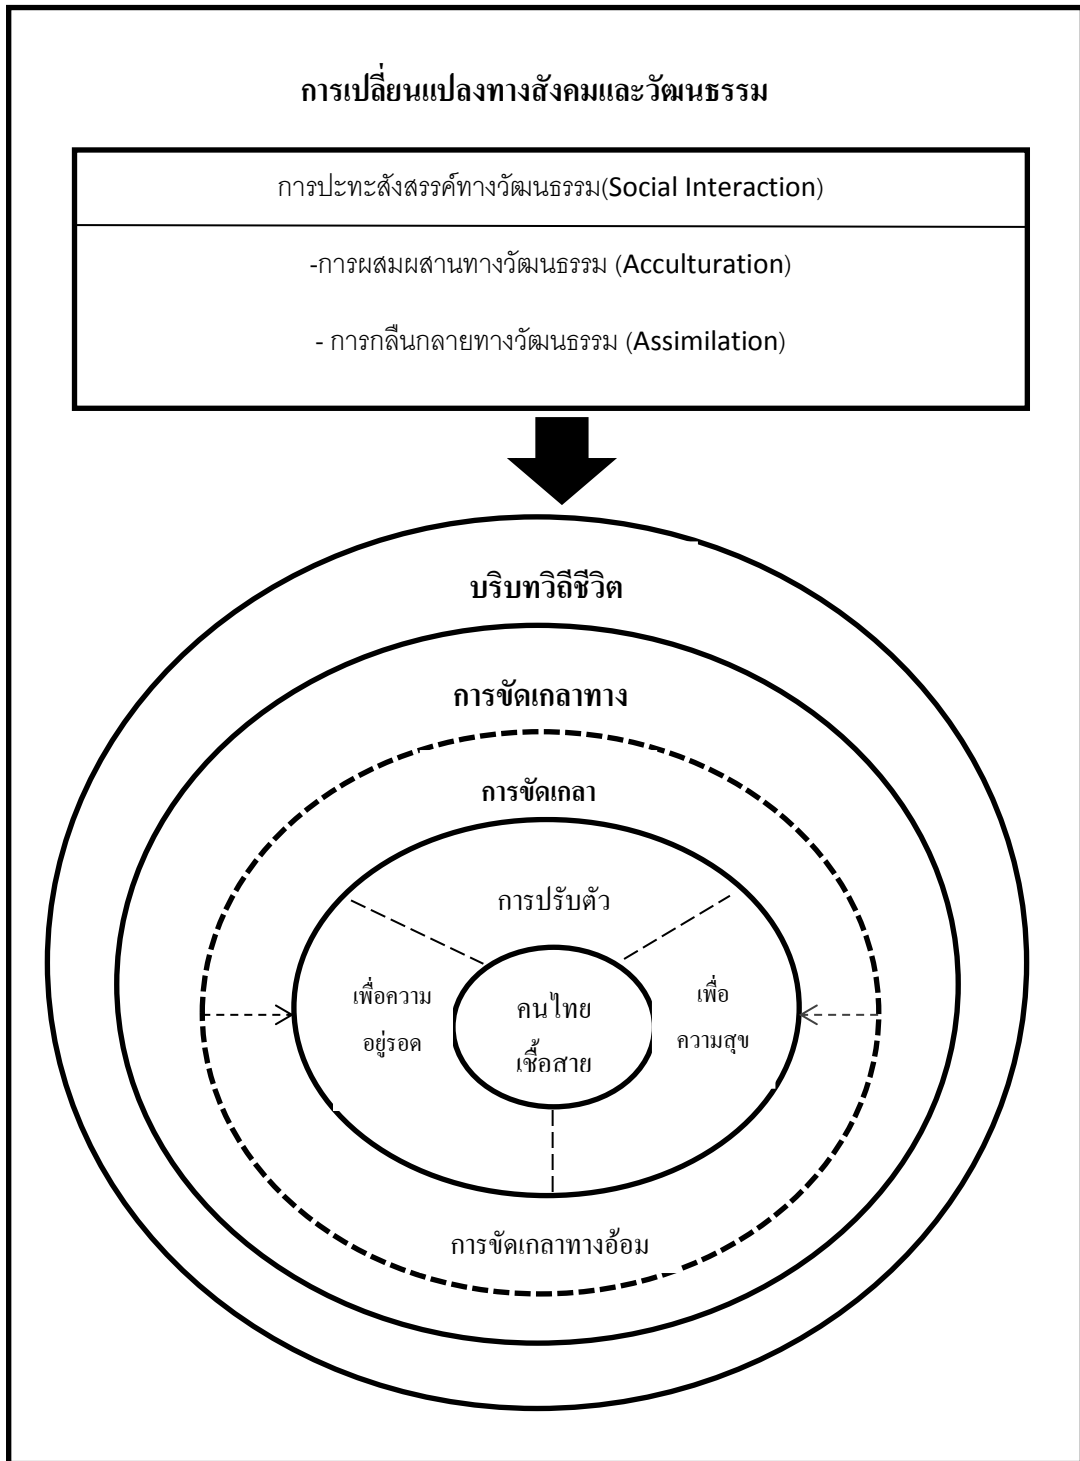 การเปลี่ยนแปลงทางสังคมและวัฒนธรรม
การปะทะสังสรรค์ทางวัฒนธรรม(Social Interaction)
-การผสมผสานทางวัฒนธรรม (Acculturation)
- การกลืนกลายทางวัฒนธรรม (Assimilation)
บริบทวิถีชีวิต
การขัดเกลาทาง
การขัดเกลา
การปรับตัว
เพื่อความ
อยู่รอด
คนไทย
เชื้อสาย
เพื่อ
ความสุข
การขัดเกลาทางอ้อม